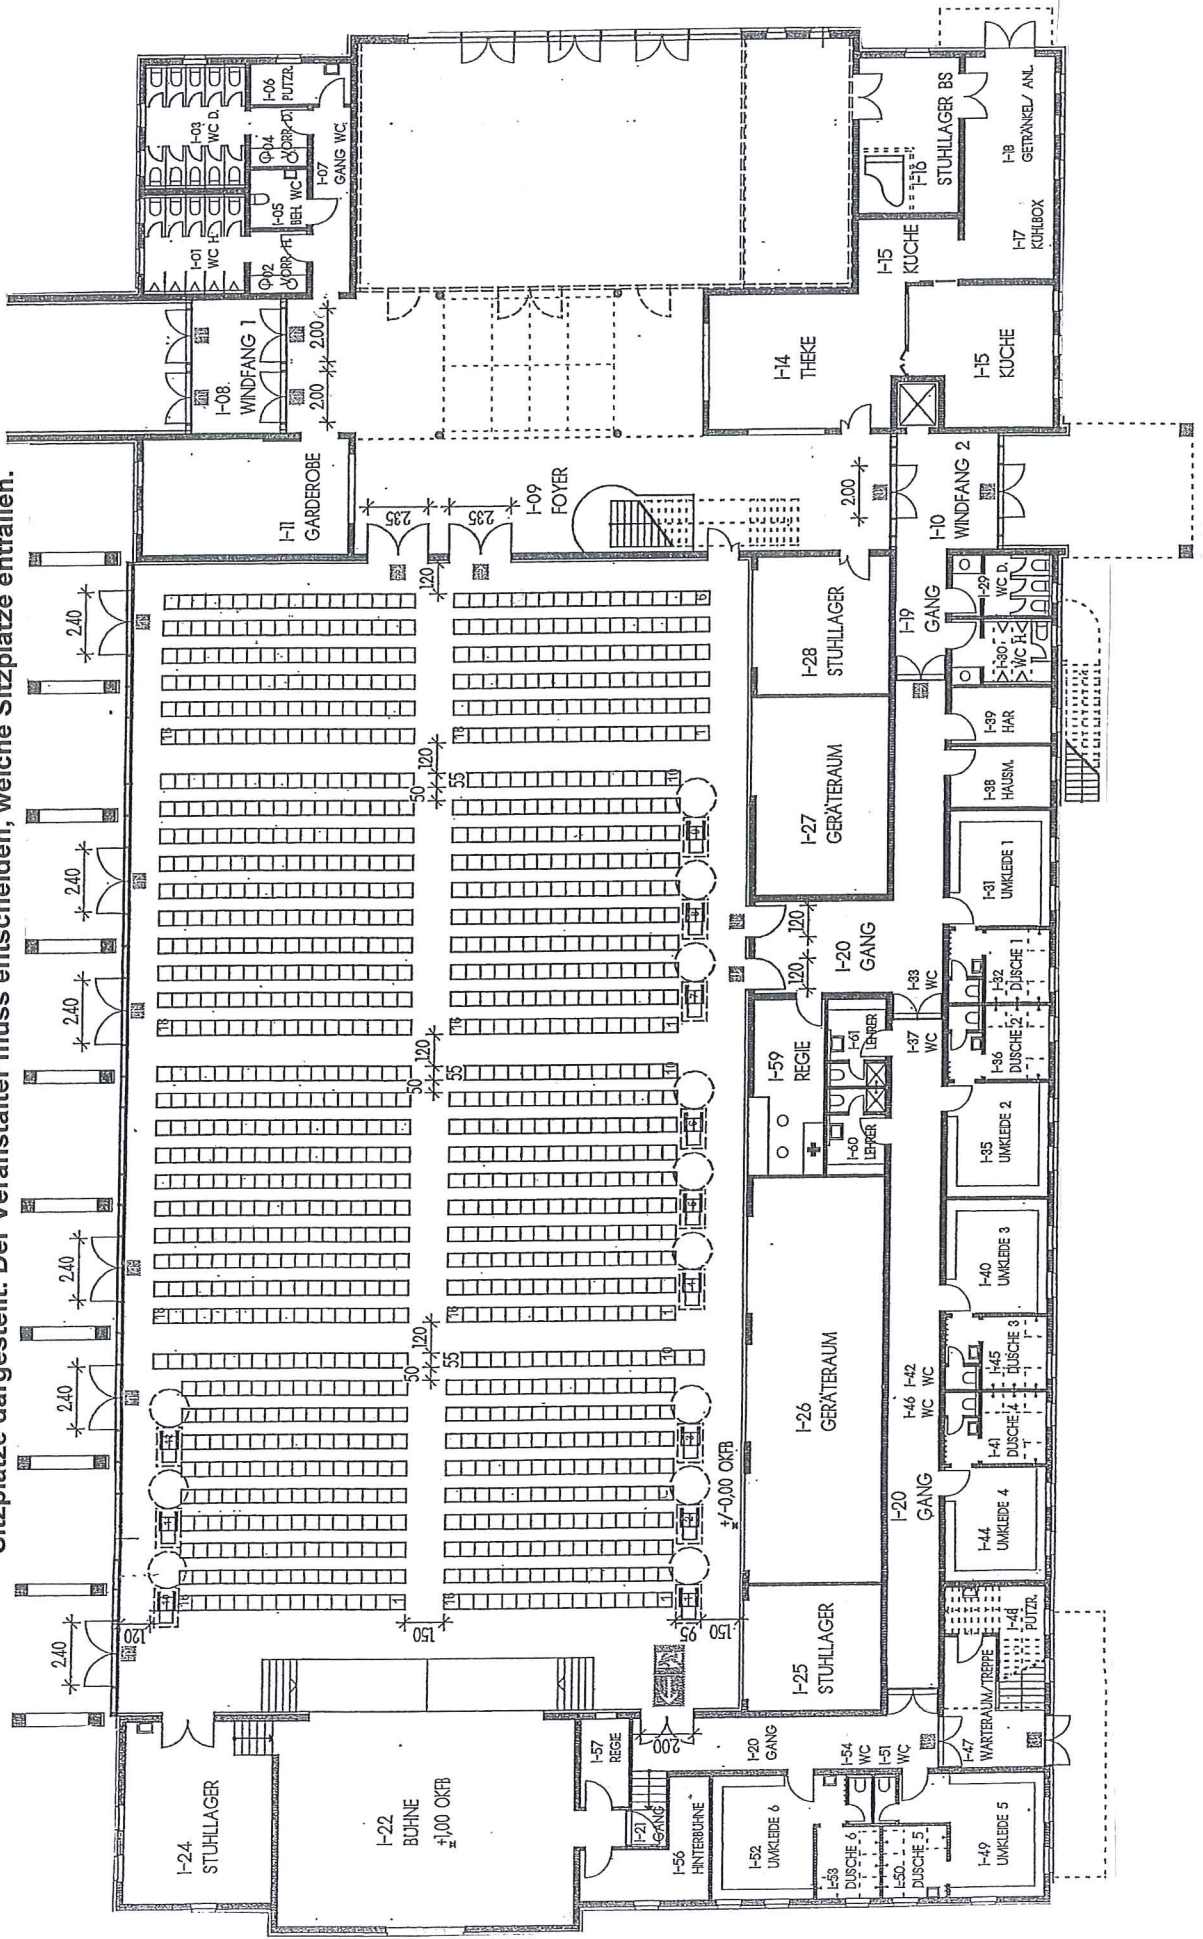 Sitzplätze dargestellt. Der Veranstalter muss entscheiden, welche Sitzplätze entfallen.
2.40
2.40
2.40
2.40
2.40
2.40
I-24
STUHLLAGER
I-22
BÜHNE
±1,00 OKFB
I-57
REGIE
I-21
GANG
I-56
HINTERBÜHNE
I-52
UMKLEIDE 6
I-53
DUSCHE 6
I-50
DUSCHE 5
I-49
UMKLEIDE 5
I-54
WC
I-51
WC
I-20
GANG
2.00
I-47
WARTERAUM/TREPPE
I-48
PUTZR.
120
150
95
150
I-25
STUHLLAGER
+/-0,00 OKFB
I-26
GERÄTERAUM
I-20
GANG
I-44
UMKLEIDE 4
I-41
DUSCHE 4
I-46
WC
I-42
WC
I-45
DUSCHE 3
I-40
UMKLEIDE 3
I-35
UMKLEIDE 2
I-36
DUSCHE 2
I-37
WC
I-33
WC
I-32
DUSCHE 1
I-31
UMKLEIDE 1
I-60
LEHRER
I-61
LEHRER
I-59
REGIE
I-20
GANG
120
120
I-27
GERÄTERAUM
I-28
STUHLLAGER
I-38
HAUSM.
I-39
HAR
I-30
WC H.
I-29
WC D.
I-19
GANG
I-10
WINDFANG 2
2.00
50
55
120
50
55
120
50
55
120
120
235
235
I-09
FOYER
I-11
GARDEROBE
I-08
WINDFANG 1
2.00
2.00
I-01
WC H.
I-02
VORR. H.
I-03
WC D.
I-04
VORR. D.
I-05
BEH. WC
I-06
PUTZR.
I-07
GANG WC
I-14
THEKE
I-15
KÜCHE
I-15
KÜCHE
I-16
STUHLLAGER BS
I-17
KÜHLBOX
I-18
GETRÄNKEL/ ANL.